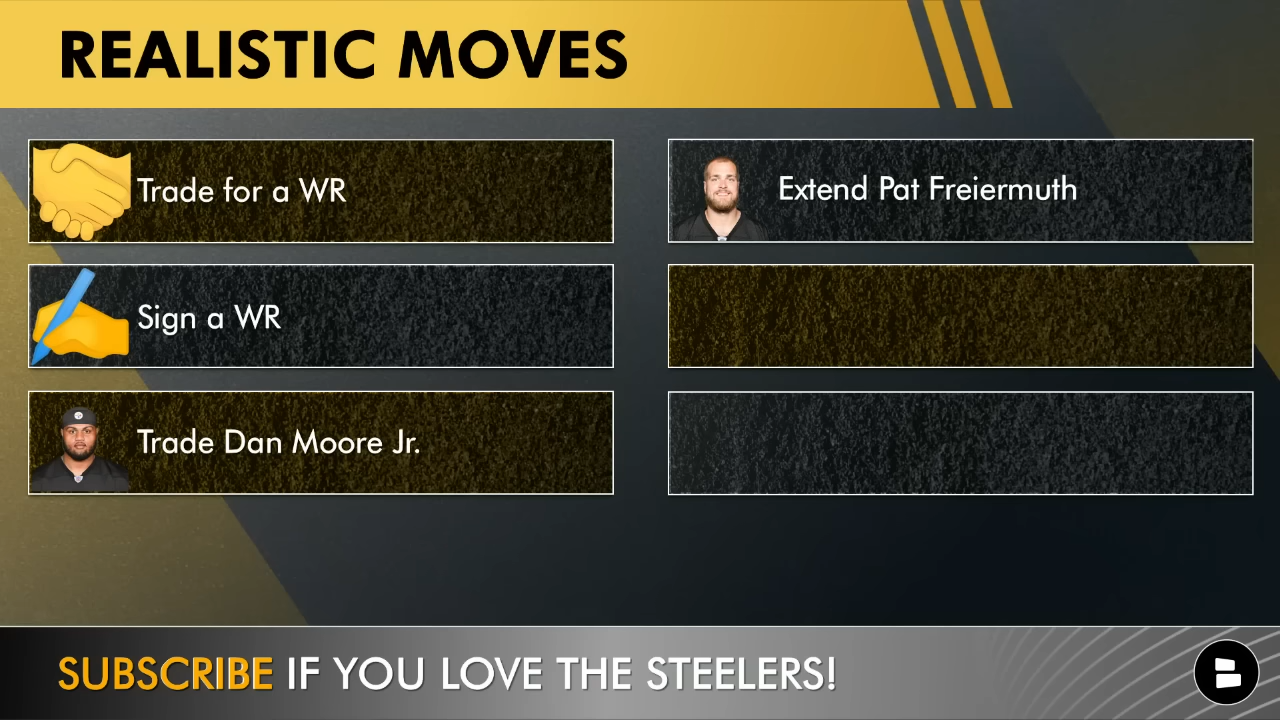 REALISTIC MOVES
Trade for a WR
Sign a WR
Trade Dan Moore Jr.
Extend Pat Freiermuth
SUBSCRIBE IF YOU LOVE THE STEELERS!